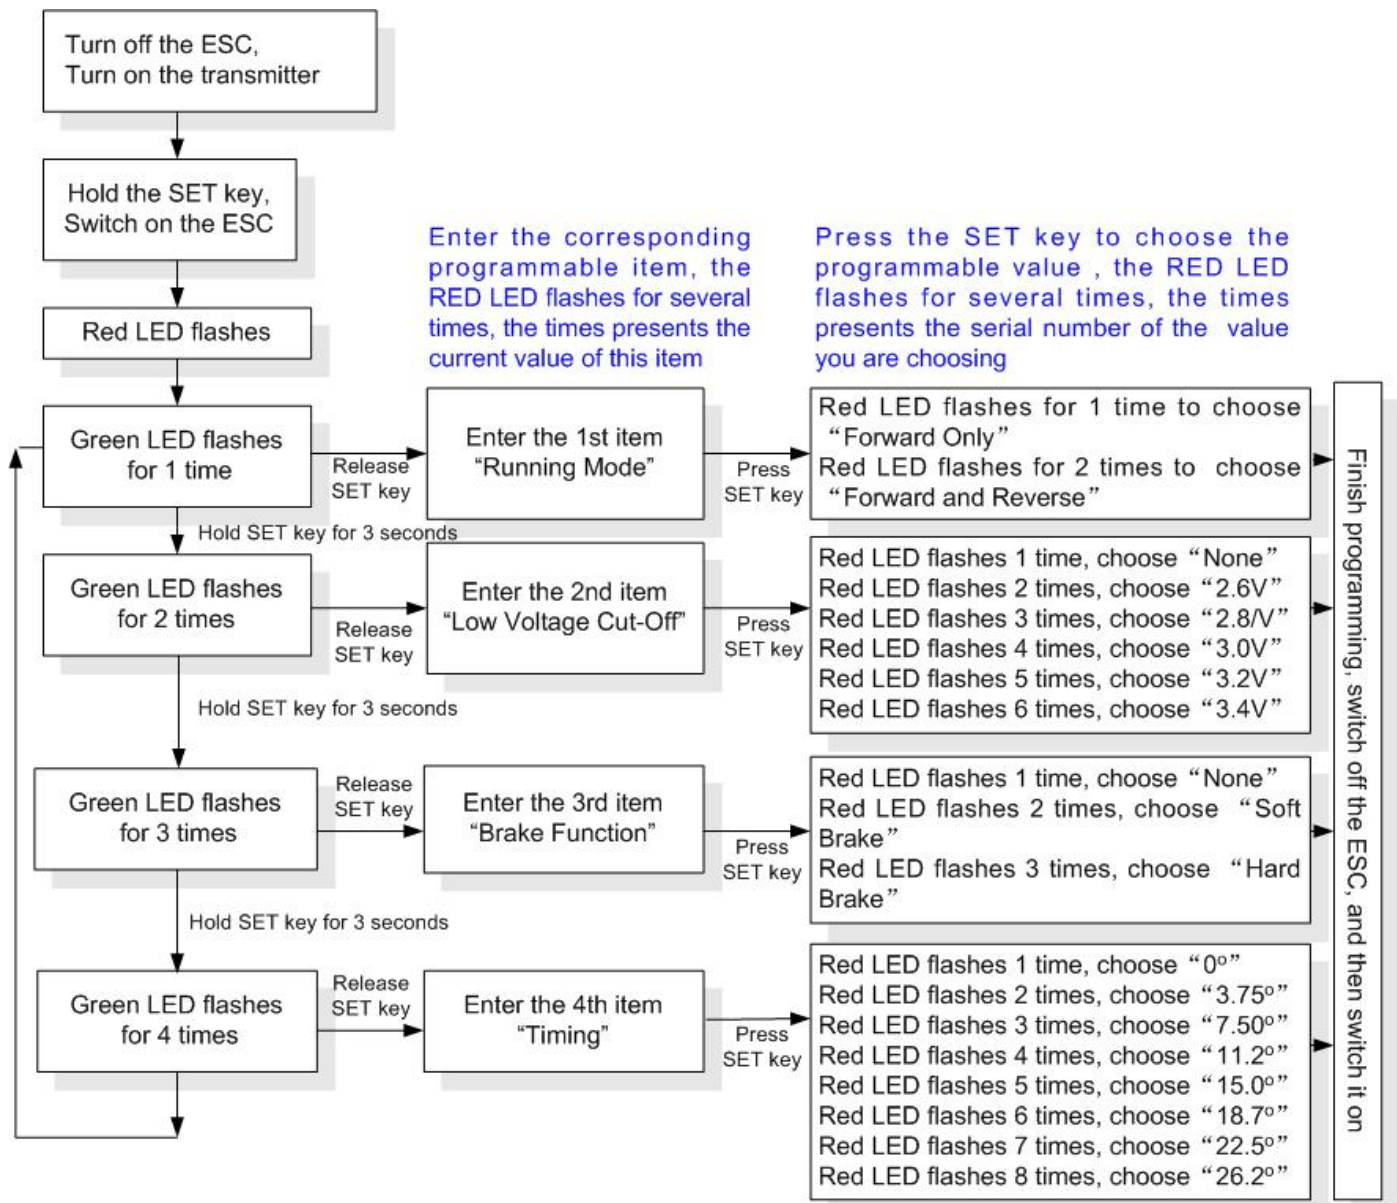 Turn off the ESC,
Turn on the transmitter
Hold the SET key,
Switch on the ESC
Red LED flashes
Enter the corresponding
programmable item, the
RED LED flashes for several
times, the times presents the
current value of this item
Press the SET key to choose the
programmable value , the RED LED
flashes for several times, the times
presents the serial number of the value
you are choosing
Green LED flashes
for 1 time
Release
SET key
Enter the 1st item
“Running Mode”
Press
SET key
Red LED flashes for 1 time to choose
“Forward Only”
Red LED flashes for 2 times to choose
“Forward and Reverse”
Hold SET key for 3 seconds
Green LED flashes
for 2 times
Release
SET key
Enter the 2nd item
“Low Voltage Cut-Off”
Press
SET key
Red LED flashes 1 time, choose “None”
Red LED flashes 2 times, choose “2.6V”
Red LED flashes 3 times, choose “2.8/V”
Red LED flashes 4 times, choose “3.0V”
Red LED flashes 5 times, choose “3.2V”
Red LED flashes 6 times, choose “3.4V”
Hold SET key for 3 seconds
Green LED flashes
for 3 times
Release
SET key
Enter the 3rd item
“Brake Function”
Press
SET key
Red LED flashes 1 time, choose “None”
Red LED flashes 2 times, choose “Soft
Brake”
Red LED flashes 3 times, choose “Hard
Brake”
Hold SET key for 3 seconds
Green LED flashes
for 4 times
Release
SET key
Enter the 4th item
“Timing”
Press
SET key
Red LED flashes 1 time, choose “0º”
Red LED flashes 2 times, choose “3.75º”
Red LED flashes 3 times, choose “7.50º”
Red LED flashes 4 times, choose “11.2º”
Red LED flashes 5 times, choose “15.0º”
Red LED flashes 6 times, choose “18.7º”
Red LED flashes 7 times, choose “22.5º”
Red LED flashes 8 times, choose “26.2º”
Finish programming, switch off the ESC, and then switch it on